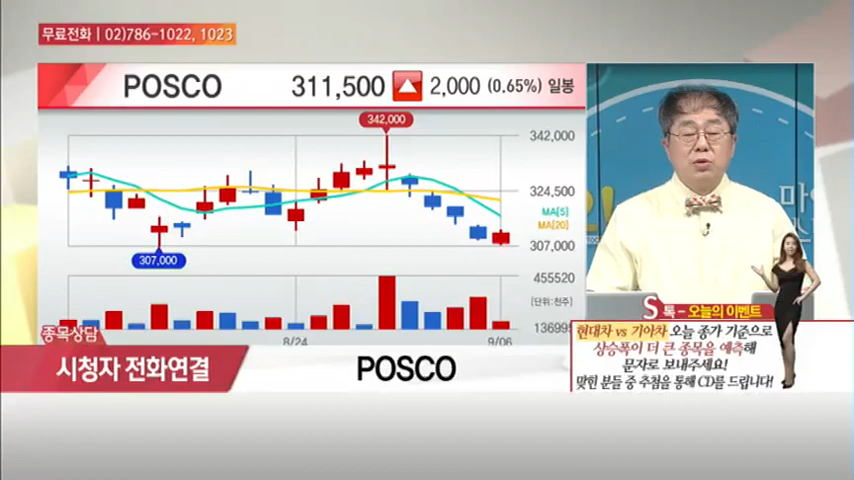 무료전화 | 02)786-1022, 1023
POSCO 311,500 2,000 (0.65%) 일봉
342,000
342,000
324,500
MA[5]
MA[20]
307,000
307,000
455520
[단위:천주]
8/24
9/06
종목상담
시청자 전화연결
POSCO
S톡 - 오늘의 이벤트
현대차 vs 기아차 오늘 종가 기준으로
상승폭이 더 큰 종목을 예측해
문자로 보내주세요!
맞힌 분들 중 추첨을 통해 CD를 드립니다!